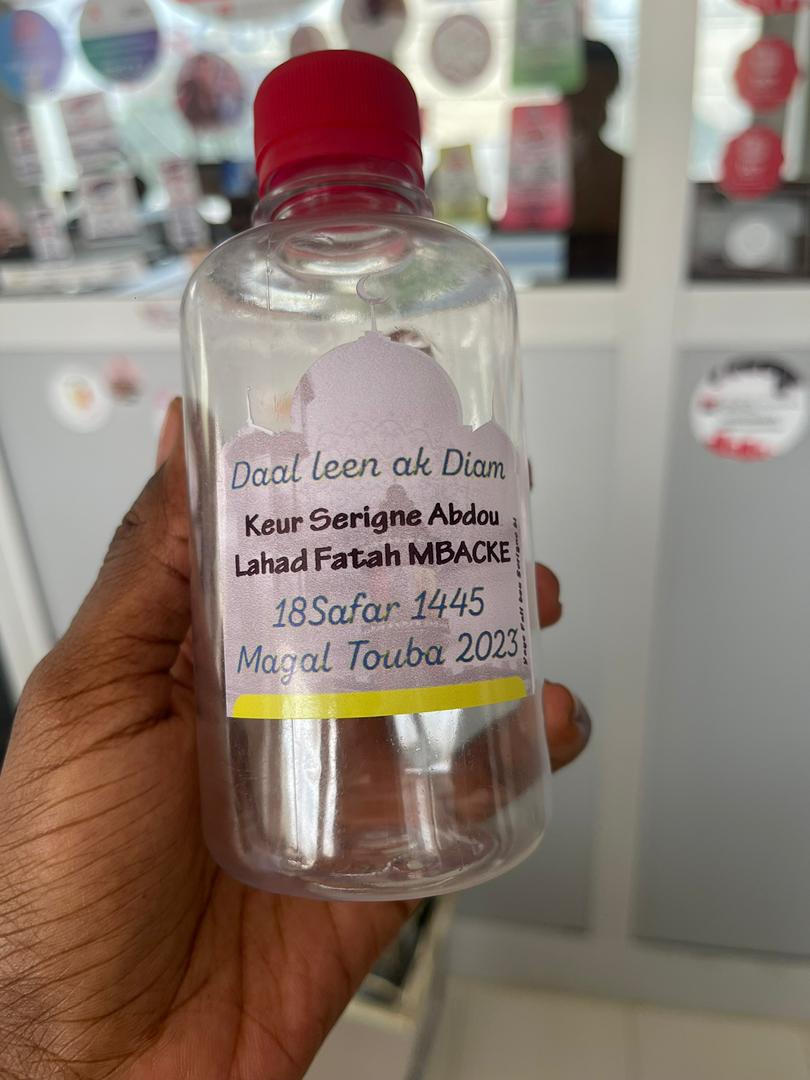 Daal leen ak Diam
Keur Serigne Abdou
Lahad Fatah MBACKE
18Safar 1445
Magal Touba 2023